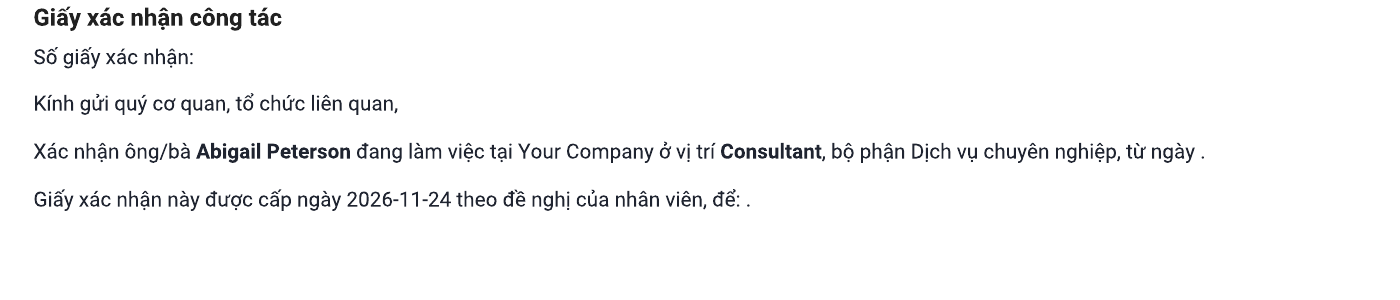 Giấy xác nhận công tác
Số giấy xác nhận:
Kính gửi quý cơ quan, tổ chức liên quan,
Xác nhận ông/bà Abigail Peterson đang làm việc tại Your Company ở vị trí Consultant, bộ phận Dịch vụ chuyên nghiệp, từ ngày .
Giấy xác nhận này được cấp ngày 2026-11-24 theo đề nghị của nhân viên, để: .